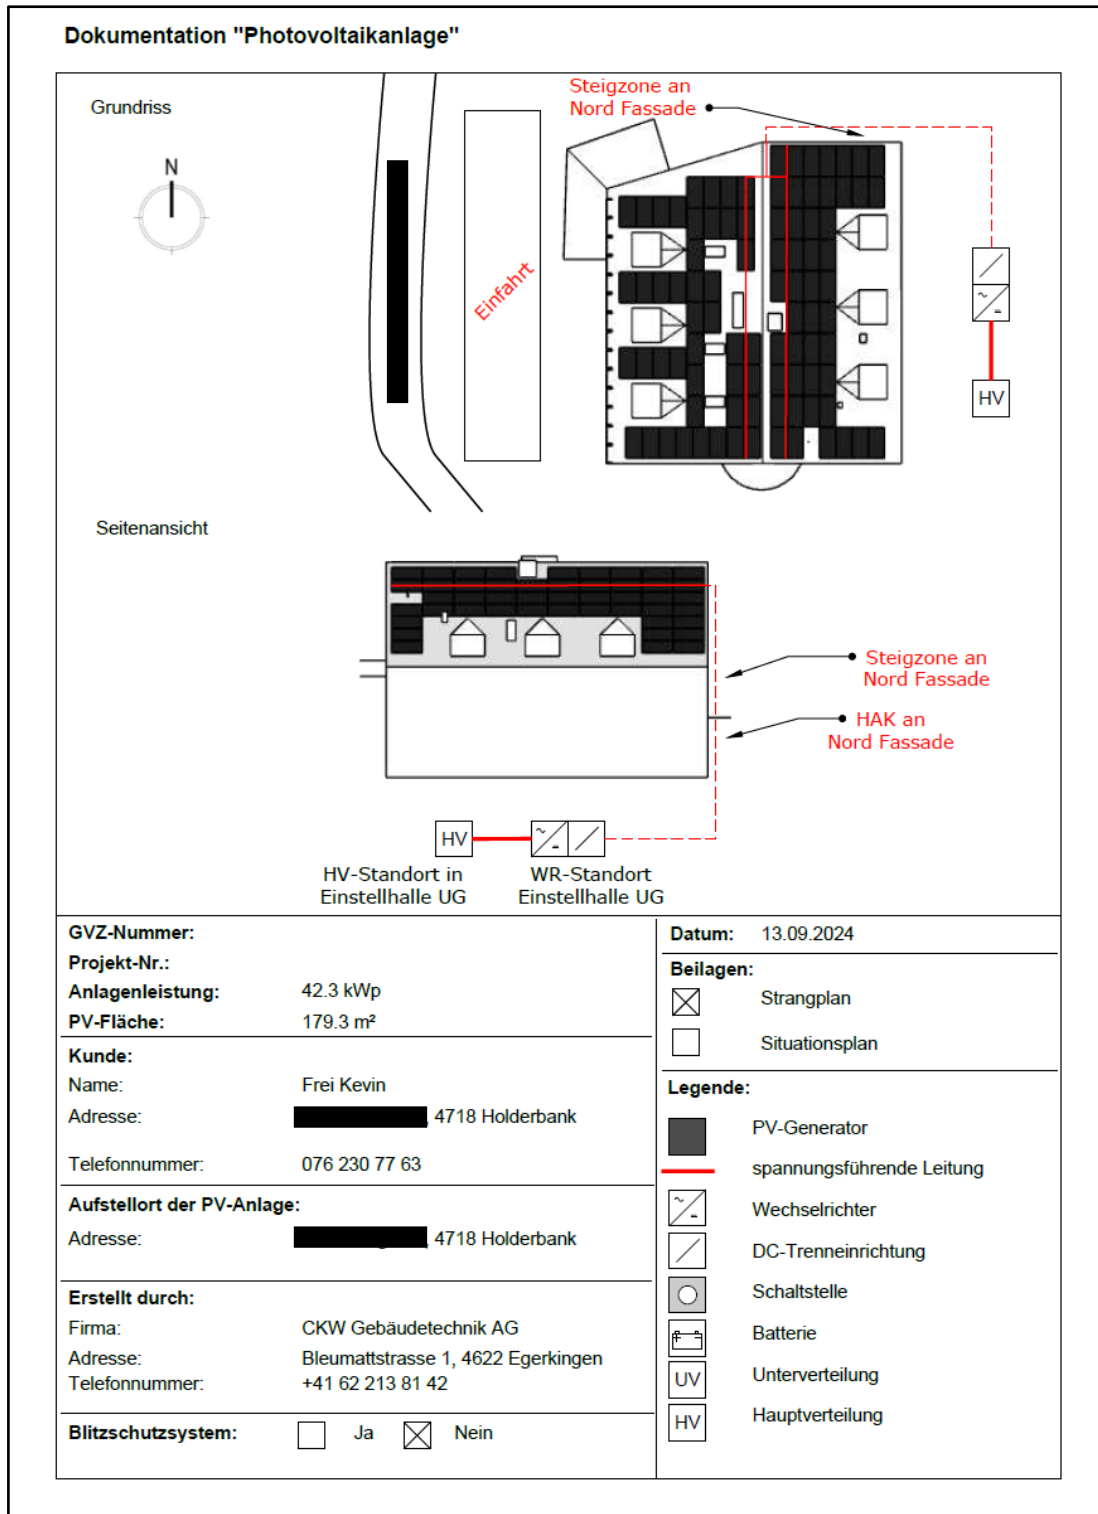 Dokumentation "Photovoltaikanlage"
Grundriss
N
Einfahrt
Steigzone an
Nord Fassade
HV
Seitenansicht
Steigzone an
Nord Fassade
HAK an
Nord Fassade
HV
HV-Standort in
Einstellhalle UG
WR-Standort
Einstellhalle UG
GVZ-Nummer:
Projekt-Nr.:
Anlagenleistung: 42.3 kWp
PV-Fläche: 179.3 m²
Kunde:
Name: Frei Kevin
Adresse: , 4718 Holderbank
Telefonnummer: 076 230 77 63
Aufstellort der PV-Anlage:
Adresse: , 4718 Holderbank
Erstellt durch:
Firma: CKW Gebäudetechnik AG
Adresse: Bleumattstrasse 1, 4622 Egerkingen
Telefonnummer: +41 62 213 81 42
Blitzschutzsystem: Ja Nein
Datum: 13.09.2024
Beilagen:
Strangplan
Situationsplan
Legende:
PV-Generator
spannungsführende Leitung
Wechselrichter
DC-Trenneinrichtung
Schaltstelle
Batterie
UV Unterverteilung
HV Hauptverteilung